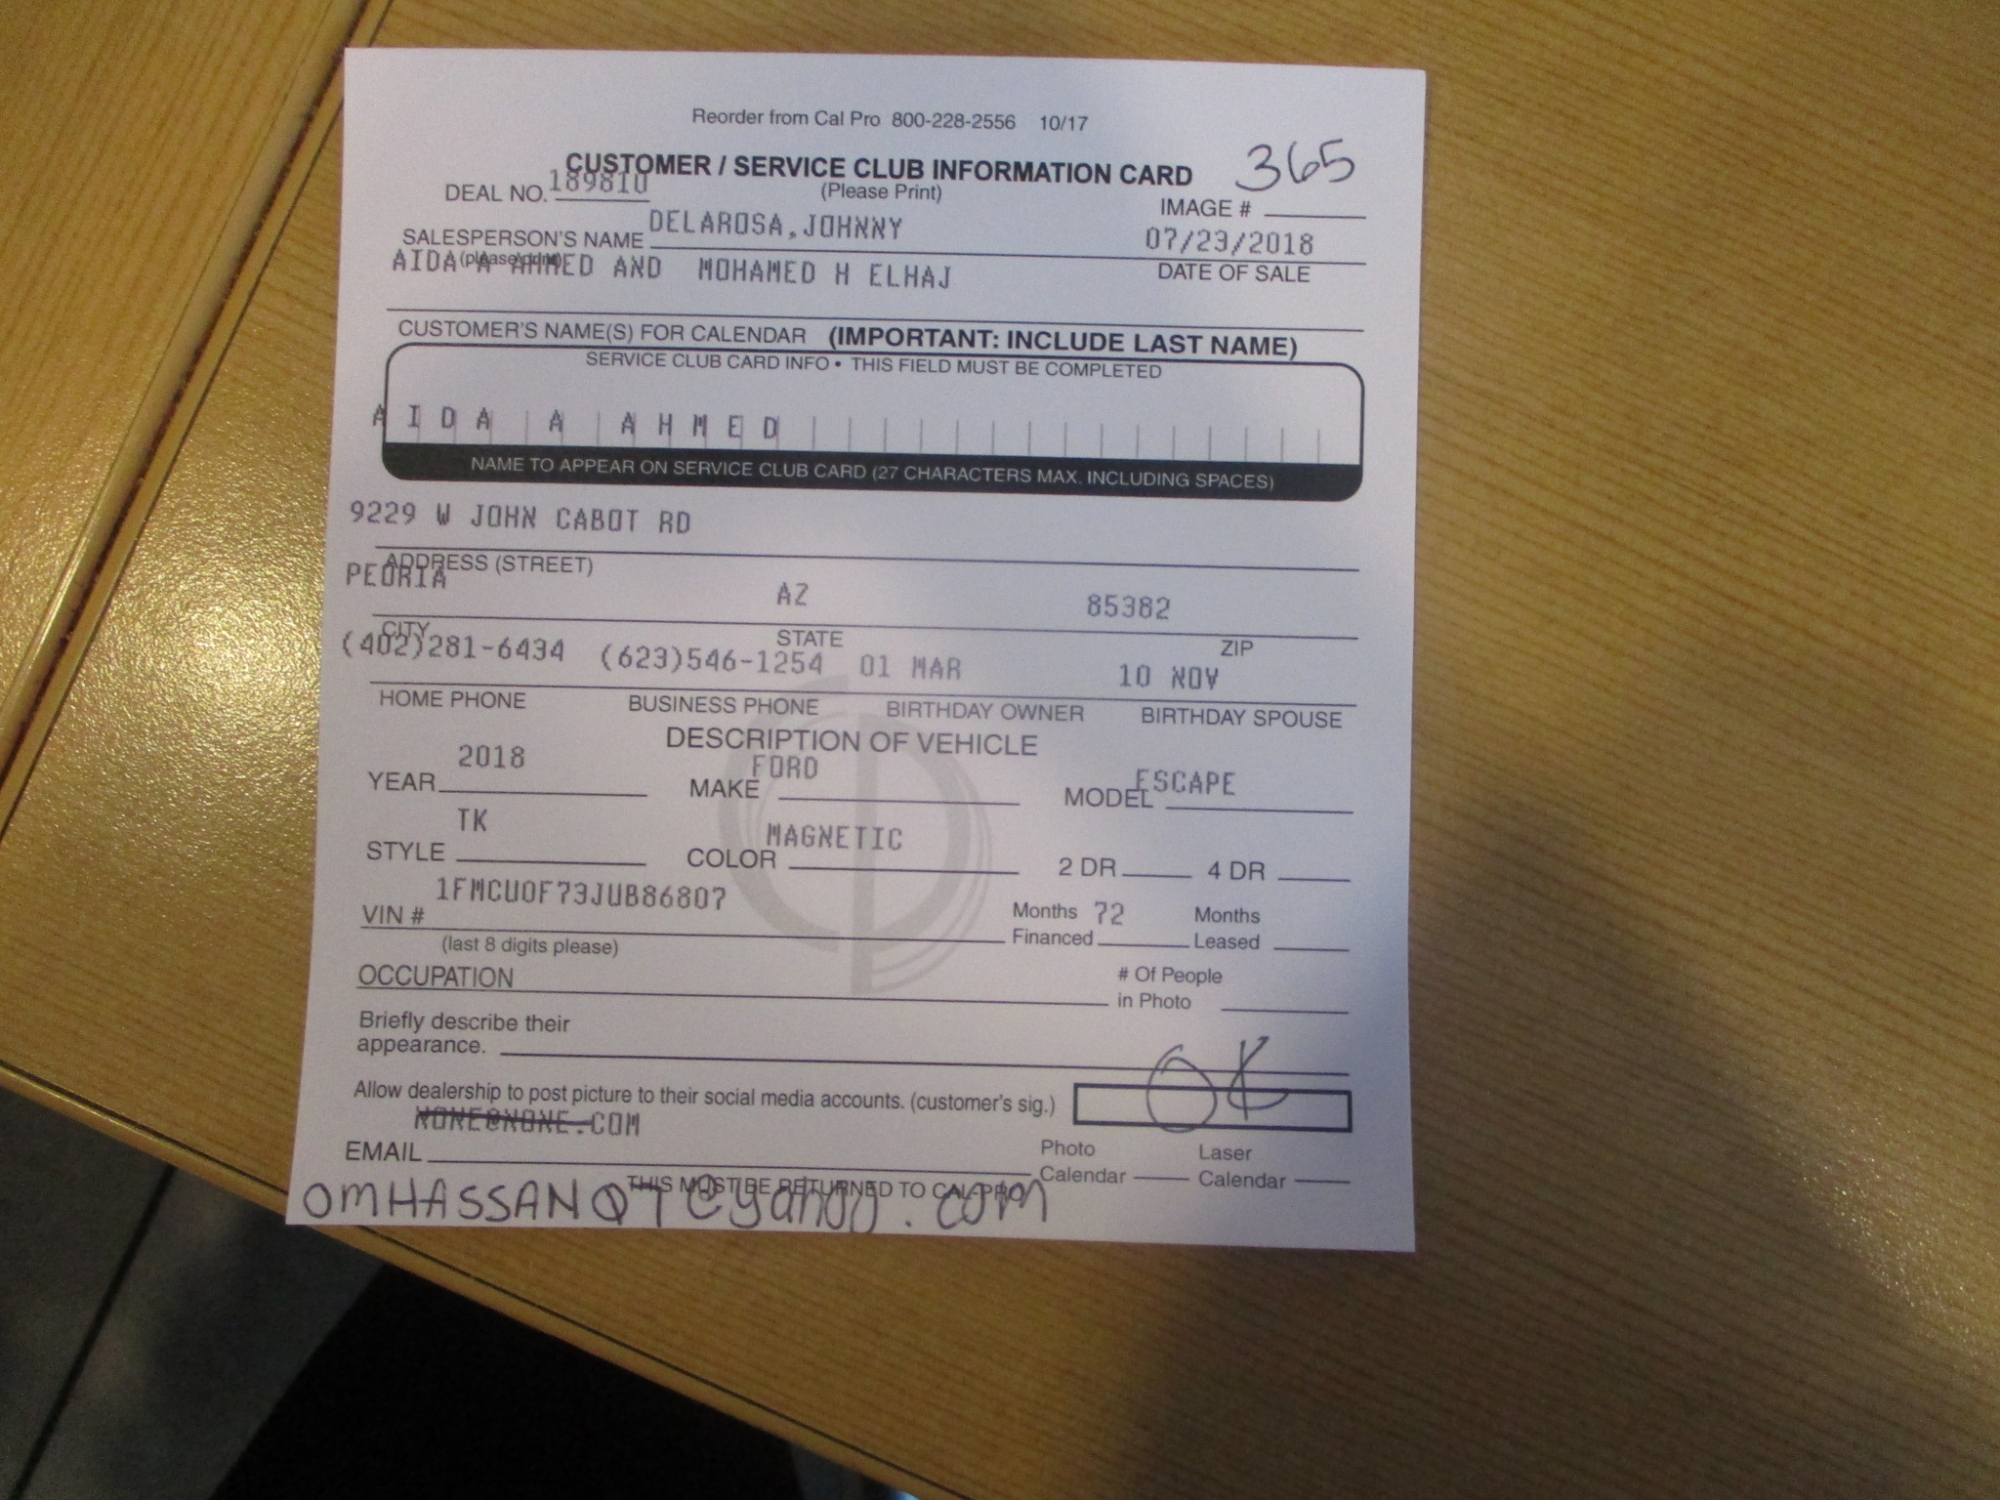 Reorder from Cal Pro 800-228-2556 10/17
CUSTOMER / SERVICE CLUB INFORMATION CARD
365
DEAL NO. 189810
(Please Print)
IMAGE #
SALESPERSON'S NAME DELAROSA,JOHNNY
07/23/2018
(please print)
DATE OF SALE
AIDA A AHMED AND MOHAMED H ELHAJ
CUSTOMER'S NAME(S) FOR CALENDAR (IMPORTANT: INCLUDE LAST NAME)
SERVICE CLUB CARD INFO • THIS FIELD MUST BE COMPLETED
AIDA A AHMED
NAME TO APPEAR ON SERVICE CLUB CARD (27 CHARACTERS MAX. INCLUDING SPACES)
9229 W JOHN CABOT RD
ADDRESS (STREET)
PEORIA AZ 85382
CITY STATE ZIP
(402)281-6434 (623)546-1254 01 MAR 10 NOV
HOME PHONE BUSINESS PHONE BIRTHDAY OWNER BIRTHDAY SPOUSE
DESCRIPTION OF VEHICLE
YEAR 2018 MAKE FORD MODEL ESCAPE
STYLE TK COLOR MAGNETIC 2 DR 4 DR
VIN # 1FMCU0F73JUB86807
Months Financed 72 Months Leased
(last 8 digits please)
OCCUPATION
# Of People in Photo
Briefly describe their
appearance.
Allow dealership to post picture to their social media accounts. (customer's sig.) OK
NONE@NONE.COM
EMAIL
Photo Calendar Laser Calendar
THIS MUST BE RETURNED TO CAL-PRO